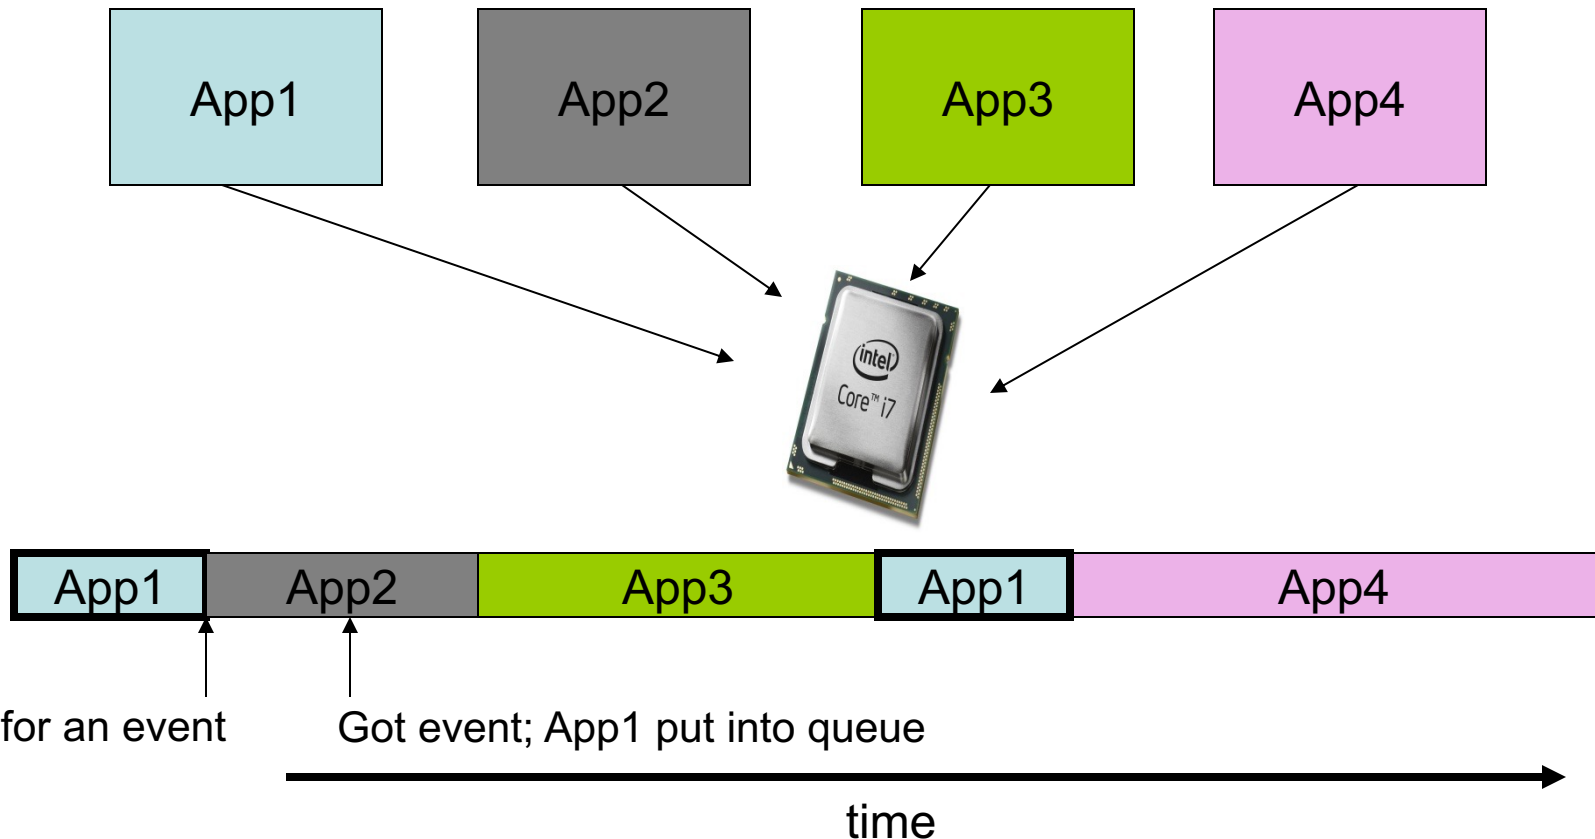 App1
App2
App3
App4
intel
Core™ i7
App1
App2
App3
App1
App4
for an event
Got event; App1 put into queue
time